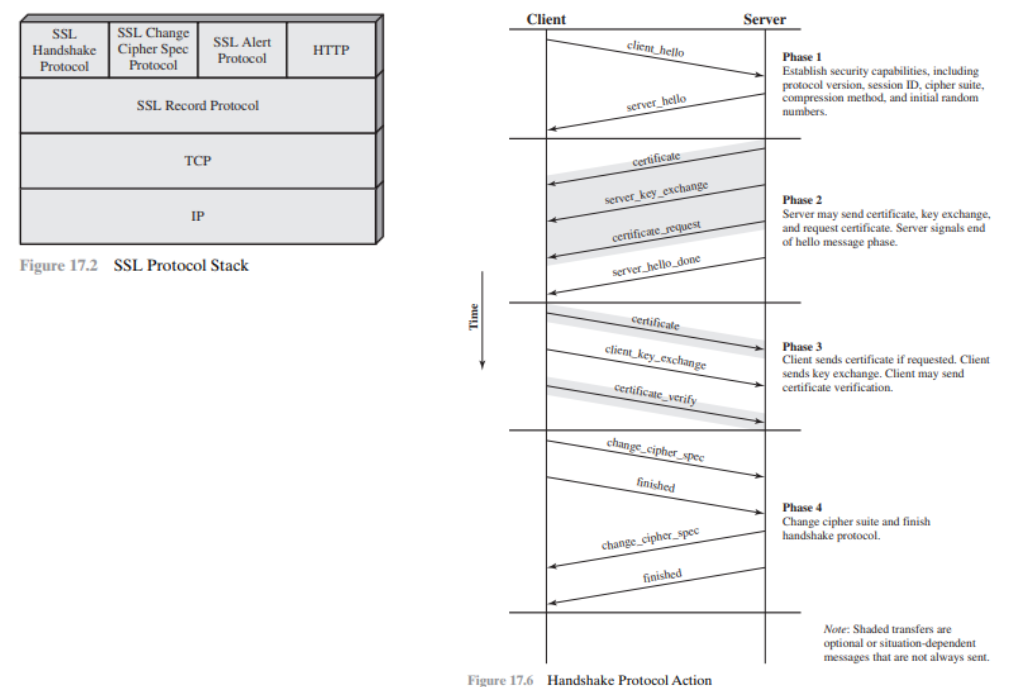 SSL
Handshake
Protocol
SSL Change
Cipher Spec
Protocol
SSL Alert
Protocol
HTTP
SSL Record Protocol
TCP
IP
Figure 17.2 SSL Protocol Stack
Client
Server
client_hello
server_hello
Phase 1
Establish security capabilities, including
protocol version, session ID, cipher suite,
compression method, and initial random
numbers.
certificate
server_key_exchange
certificate_request
server_hello_done
Phase 2
Server may send certificate, key exchange,
and request certificate. Server signals end
of hello message phase.
Time
certificate
client_key_exchange
certificate_verify
Phase 3
Client sends certificate if requested. Client
sends key exchange. Client may send
certificate verification.
change_cipher_spec
finished
change_cipher_spec
finished
Phase 4
Change cipher suite and finish
handshake protocol.
Note: Shaded transfers are
optional or situation-dependent
messages that are not always sent.
Figure 17.6 Handshake Protocol Action